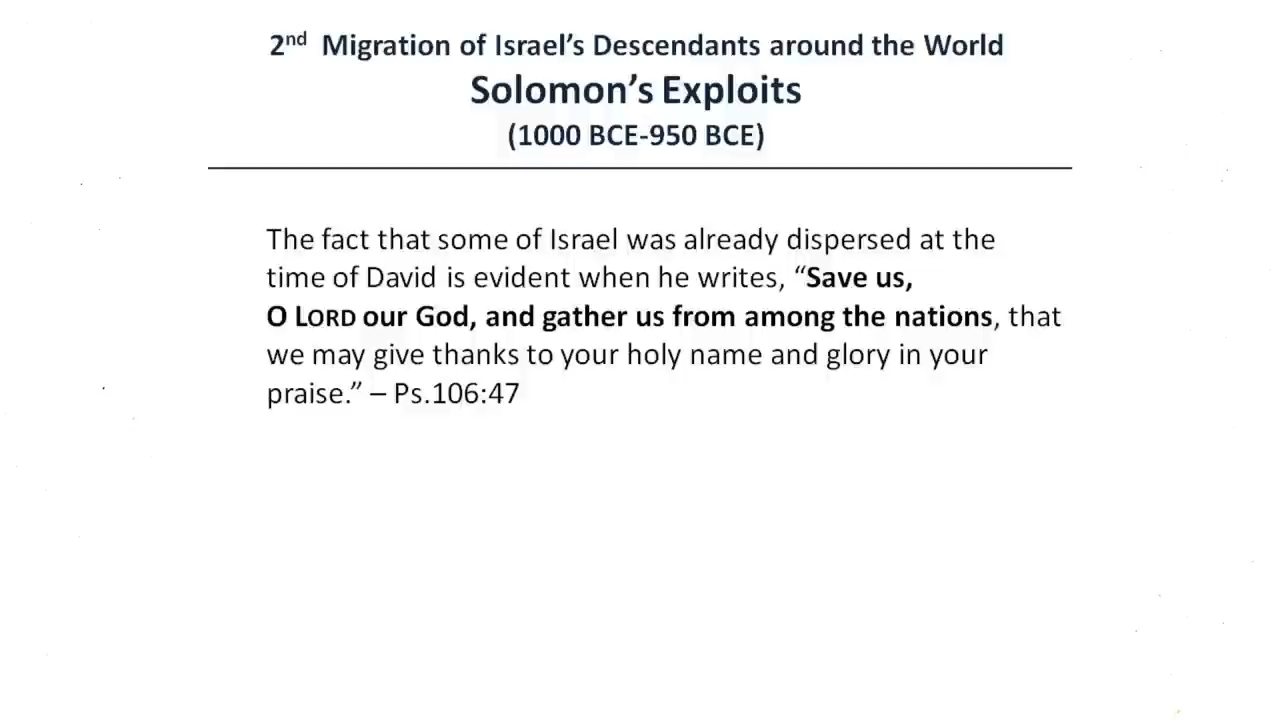 2nd Migration of Israel’s Descendants around the World
Solomon’s Exploits
(1000 BCE-950 BCE)
The fact that some of Israel was already dispersed at the
time of David is evident when he writes, “Save us,
O LORD our God, and gather us from among the nations, that
we may give thanks to your holy name and glory in your
praise.” – Ps.106:47